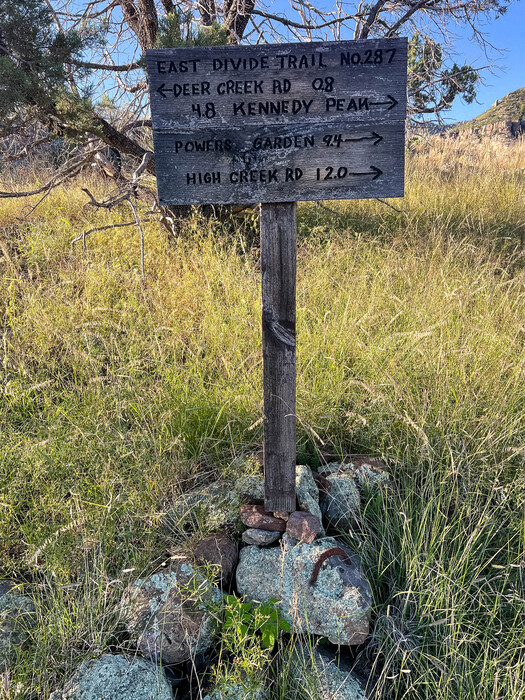 EAST DIVIDE TRAIL NO.287
←DEER CREEK RD 0.8
4.8 KENNEDY PEAK→
POWERS GARDEN 9.4→
HIGH CREEK RD 12.0→